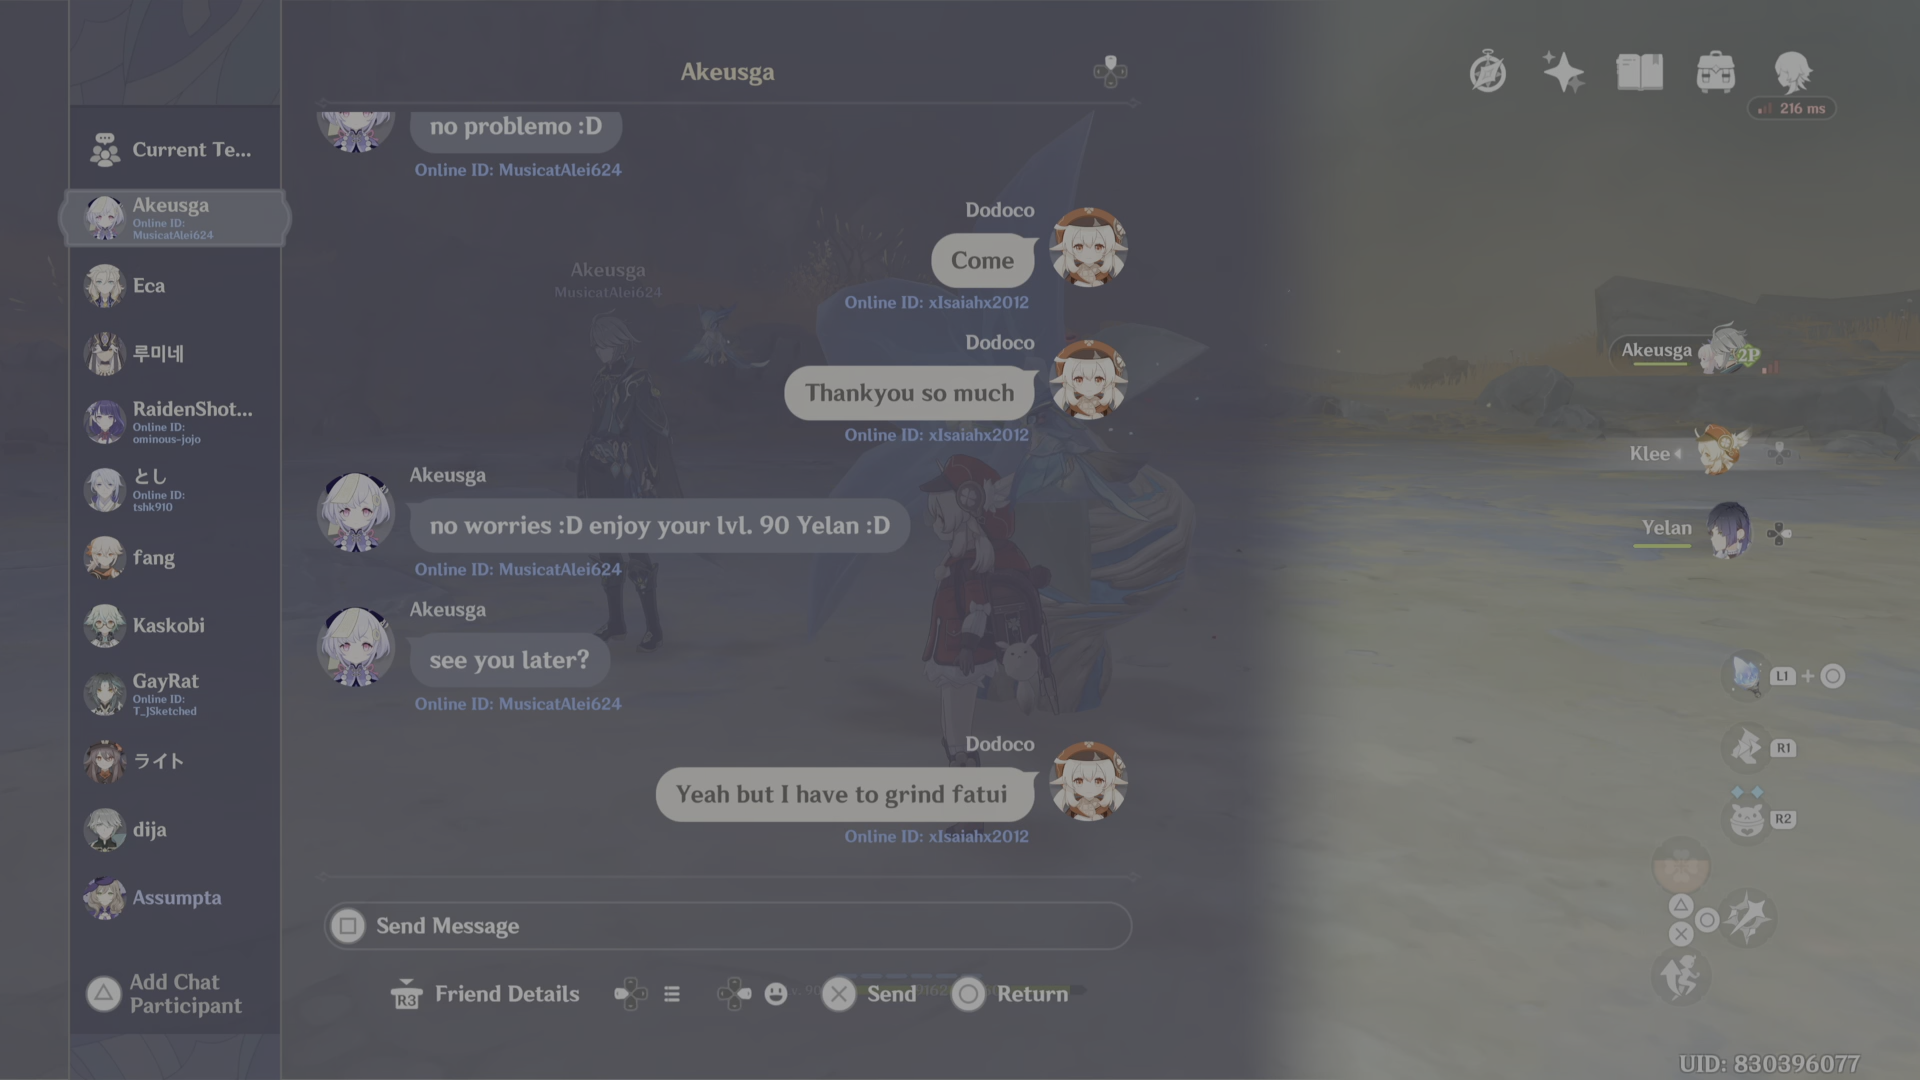 Akeusga
216 ms
Current Te...
Akeusga
Online ID:
MusicatAlei624
Eca
루미네
RaidenShot...
Online ID:
ominous-jojo
とし
Online ID:
tshk910
fang
Kaskobi
GayRat
Online ID:
T_JSketched
ライト
dija
Assumpta
Add Chat
Participant
no problemo :D
Online ID: MusicatAlei624
Dodoco
Come
Online ID: xIsaiahx2012
Akeusga
MusicatAlei624
Dodoco
Thankyou so much
Online ID: xIsaiahx2012
Akeusga
no worries :D enjoy your lvl. 90 Yelan :D
Online ID: MusicatAlei624
Akeusga
see you later?
Online ID: MusicatAlei624
Dodoco
Yeah but I have to grind fatui
Online ID: xIsaiahx2012
Send Message
R3 Friend Details
Send
Return
Akeusga
2P
Klee
Yelan
L1 +
R1
R2
UID: 830396077